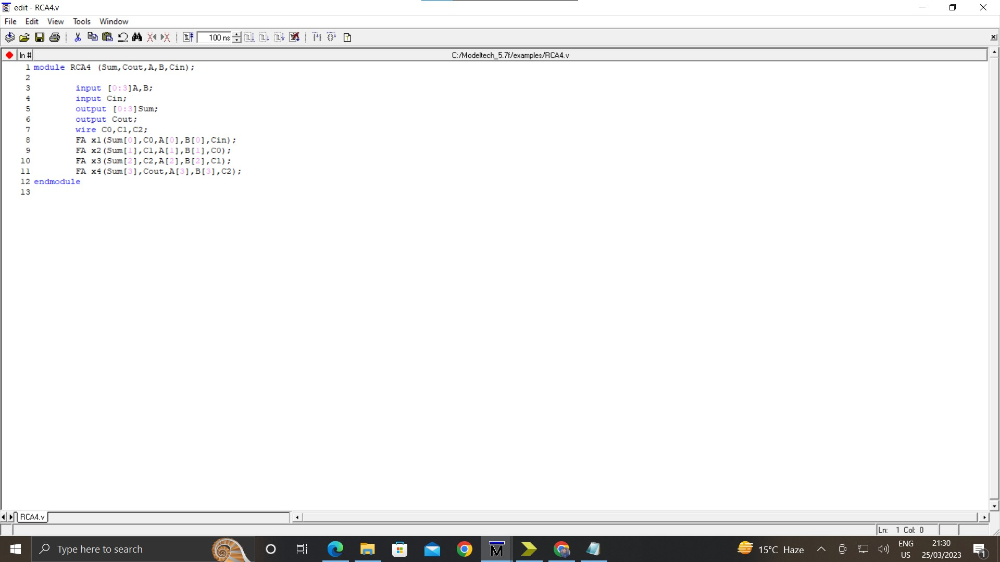 edit - RCA4.v
File Edit View Tools Window
100 ns
ln #
C:/Modeltech_5.7f/examples/RCA4.v
1 module RCA4 (Sum,Cout,A,B,Cin);
2
3 input [0:3]A,B;
4 input Cin;
5 output [0:3]Sum;
6 output Cout;
7 wire C0,C1,C2;
8 FA x1(Sum[0],C0,A[0],B[0],Cin);
9 FA x2(Sum[1],C1,A[1],B[1],C0);
10 FA x3(Sum[2],C2,A[2],B[2],C1);
11 FA x4(Sum[3],Cout,A[3],B[3],C2);
12 endmodule
13
RCA4.v
Ln: 1 Col: 0
Type here to search
M
15°C Haze
ENG
US
21:30
25/03/2023
1